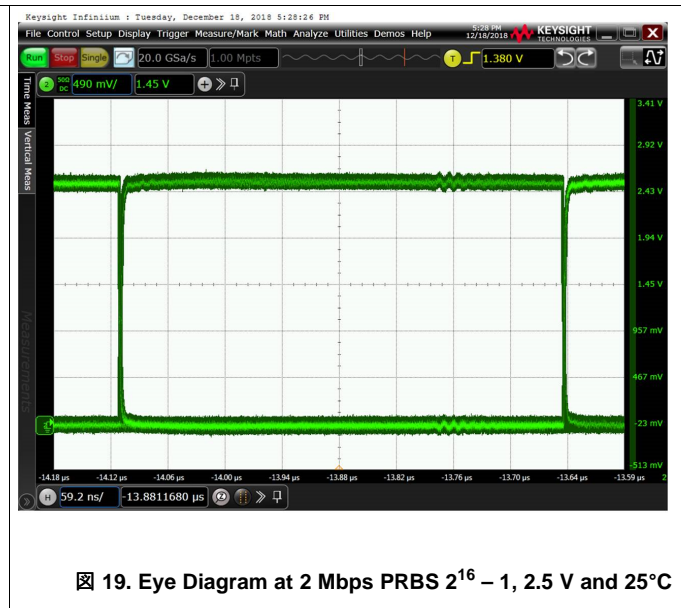 Keysight Infiniium : Tuesday, December 18, 2018 5:28:26 PM
File Control Setup Display Trigger Measure/Mark Math Analyze Utilities Demos Help
5:28 PM
12/18/2018
KEYSIGHT
TECHNOLOGIES
Run Stop Single 20.0 GSa/s 1.00 Mpts T 1.380 V
2 50Ω DC 490 mV/ 1.45 V
Time Meas
Vertical Meas
Measurements
3.41 V
2.92 V
2.43 V
1.94 V
1.45 V
957 mV
467 mV
-23 mV
-513 mV
-14.18 µs -14.12 µs -14.06 µs -14.00 µs -13.94 µs -13.88 µs -13.82 µs -13.76 µs -13.70 µs -13.64 µs -13.59 µs 2
H 59.2 ns/ -13.8811680 µs
図 19. Eye Diagram at 2 Mbps PRBS 2^16 – 1, 2.5 V and 25°C